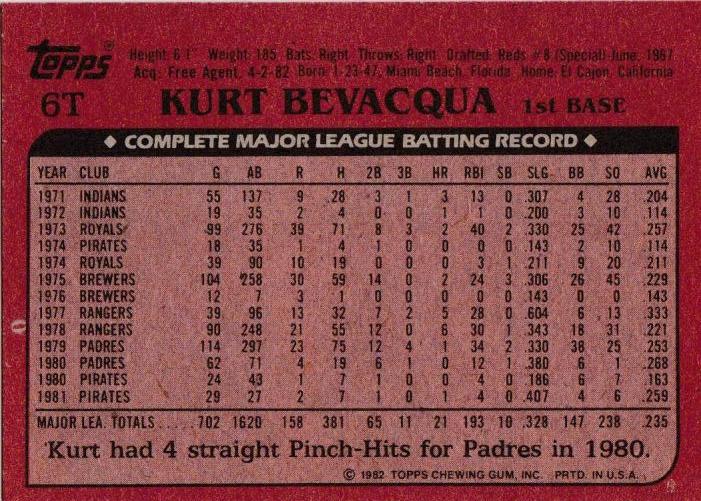 topps® Height: 6'1" Weight: 185 Bats: Right Throws: Right Drafted: Reds #8 (Special) June, 1967
Acq: Free Agent, 4-2-82 Born: 1-23-47, Miami Beach, Florida Home: El Cajon, California
6T KURT BEVACQUA 1st BASE
◆ COMPLETE MAJOR LEAGUE BATTING RECORD ◆
YEAR CLUB G AB R H 2B 3B HR RBI SB SLG BB SO AVG
1971 INDIANS 55 137 9 28 3 1 3 13 0 .307 4 28 .204
1972 INDIANS 19 35 2 4 0 0 1 1 0 .200 3 10 .114
1973 ROYALS 99 276 39 71 8 3 2 40 2 .330 25 42 .257
1974 PIRATES 18 35 1 4 1 0 0 0 0 .143 2 10 .114
1974 ROYALS 39 90 10 19 0 0 0 3 1 .211 9 20 .211
1975 BREWERS 104 258 30 59 14 0 2 24 3 .306 26 45 .229
1976 BREWERS 12 7 3 1 0 0 0 0 0 .143 0 0 .143
1977 RANGERS 39 96 13 32 7 2 5 28 0 .604 6 13 .333
1978 RANGERS 90 248 21 55 12 0 6 30 1 .343 18 31 .221
1979 PADRES 114 297 23 75 12 4 1 34 2 .330 38 25 .253
1980 PADRES 62 71 4 19 6 1 0 12 1 .380 6 1 .268
1980 PIRATES 24 43 1 7 1 0 0 4 0 .186 6 7 .163
1981 PIRATES 29 27 2 7 1 0 1 4 0 .407 4 6 .259
MAJOR LEA. TOTALS.....702 1620 158 381 65 11 21 193 10 .328 147 238 .235
Kurt had 4 straight Pinch-Hits for Padres in 1980.
© 1982 TOPPS CHEWING GUM, INC. PRTD. IN U.S.A.